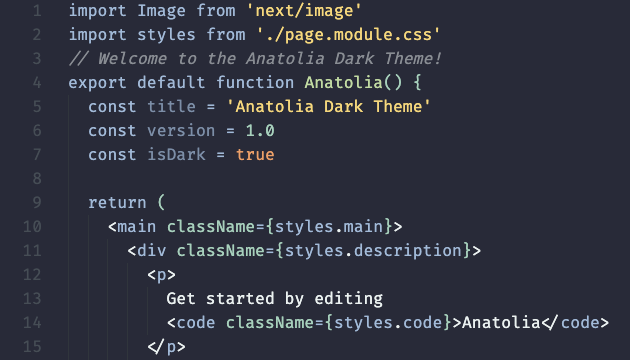 1 import Image from 'next/image'
2 import styles from './page.module.css'
3 // Welcome to the Anatolia Dark Theme!
4 export default function Anatolia() {
5   const title = 'Anatolia Dark Theme'
6   const version = 1.0
7   const isDark = true
8
9   return (
10     <main className={styles.main}>
11       <div className={styles.description}>
12         <p>
13           Get started by editing
14           <code className={styles.code}>Anatolia</code>
15         </p>